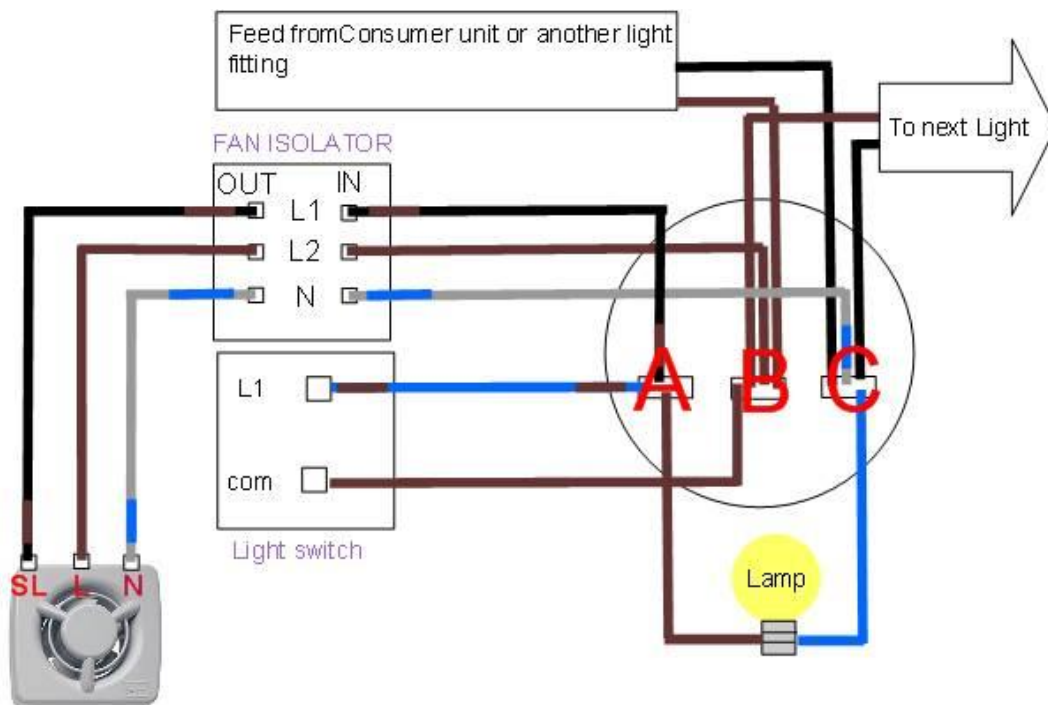 Feed fromConsumer unit or another light
fitting
To next Light
FAN ISOLATOR
OUT IN
L1
L2
N
A B C
L1
com
Light switch
SL L N
Lamp